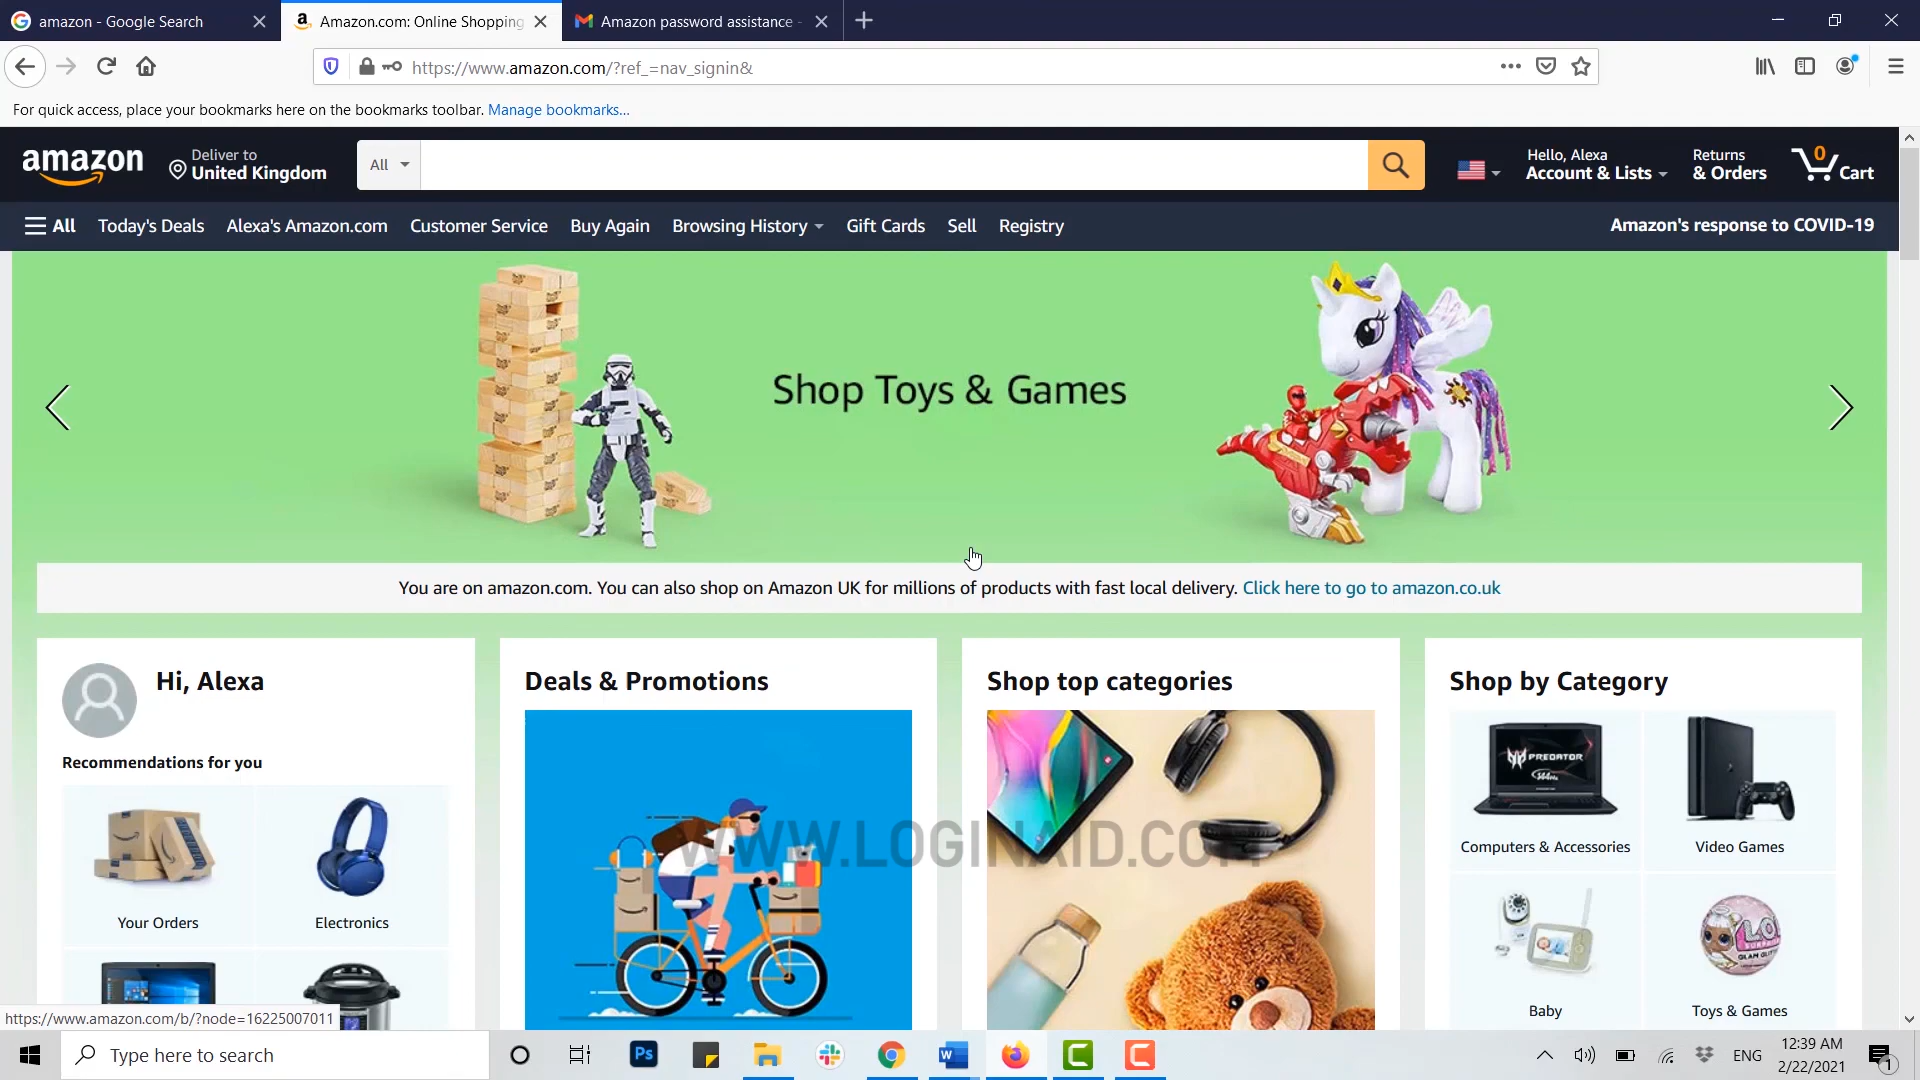 amazon - Google Search
Amazon.com: Online Shopping
Amazon password assistance -
https://www.amazon.com/?ref_=nav_signin&
For quick access, place your bookmarks here on the bookmarks toolbar. Manage bookmarks...
amazon
Deliver to
United Kingdom
All
Hello, Alexa
Account & Lists
Returns
& Orders
0
Cart
All
Today's Deals
Alexa's Amazon.com
Customer Service
Buy Again
Browsing History
Gift Cards
Sell
Registry
Amazon's response to COVID-19
Shop Toys & Games
You are on amazon.com. You can also shop on Amazon UK for millions of products with fast local delivery. Click here to go to amazon.co.uk
Hi, Alexa
Recommendations for you
Your Orders
Electronics
Deals & Promotions
Shop top categories
Shop by Category
PREDATOR
Computers & Accessories
Video Games
Baby
Toys & Games
WWW.LOGINAID.COM
https://www.amazon.com/b/?node=16225007011
Type here to search
Ps
W
C
C
ENG
12:39 AM
2/22/2021
1